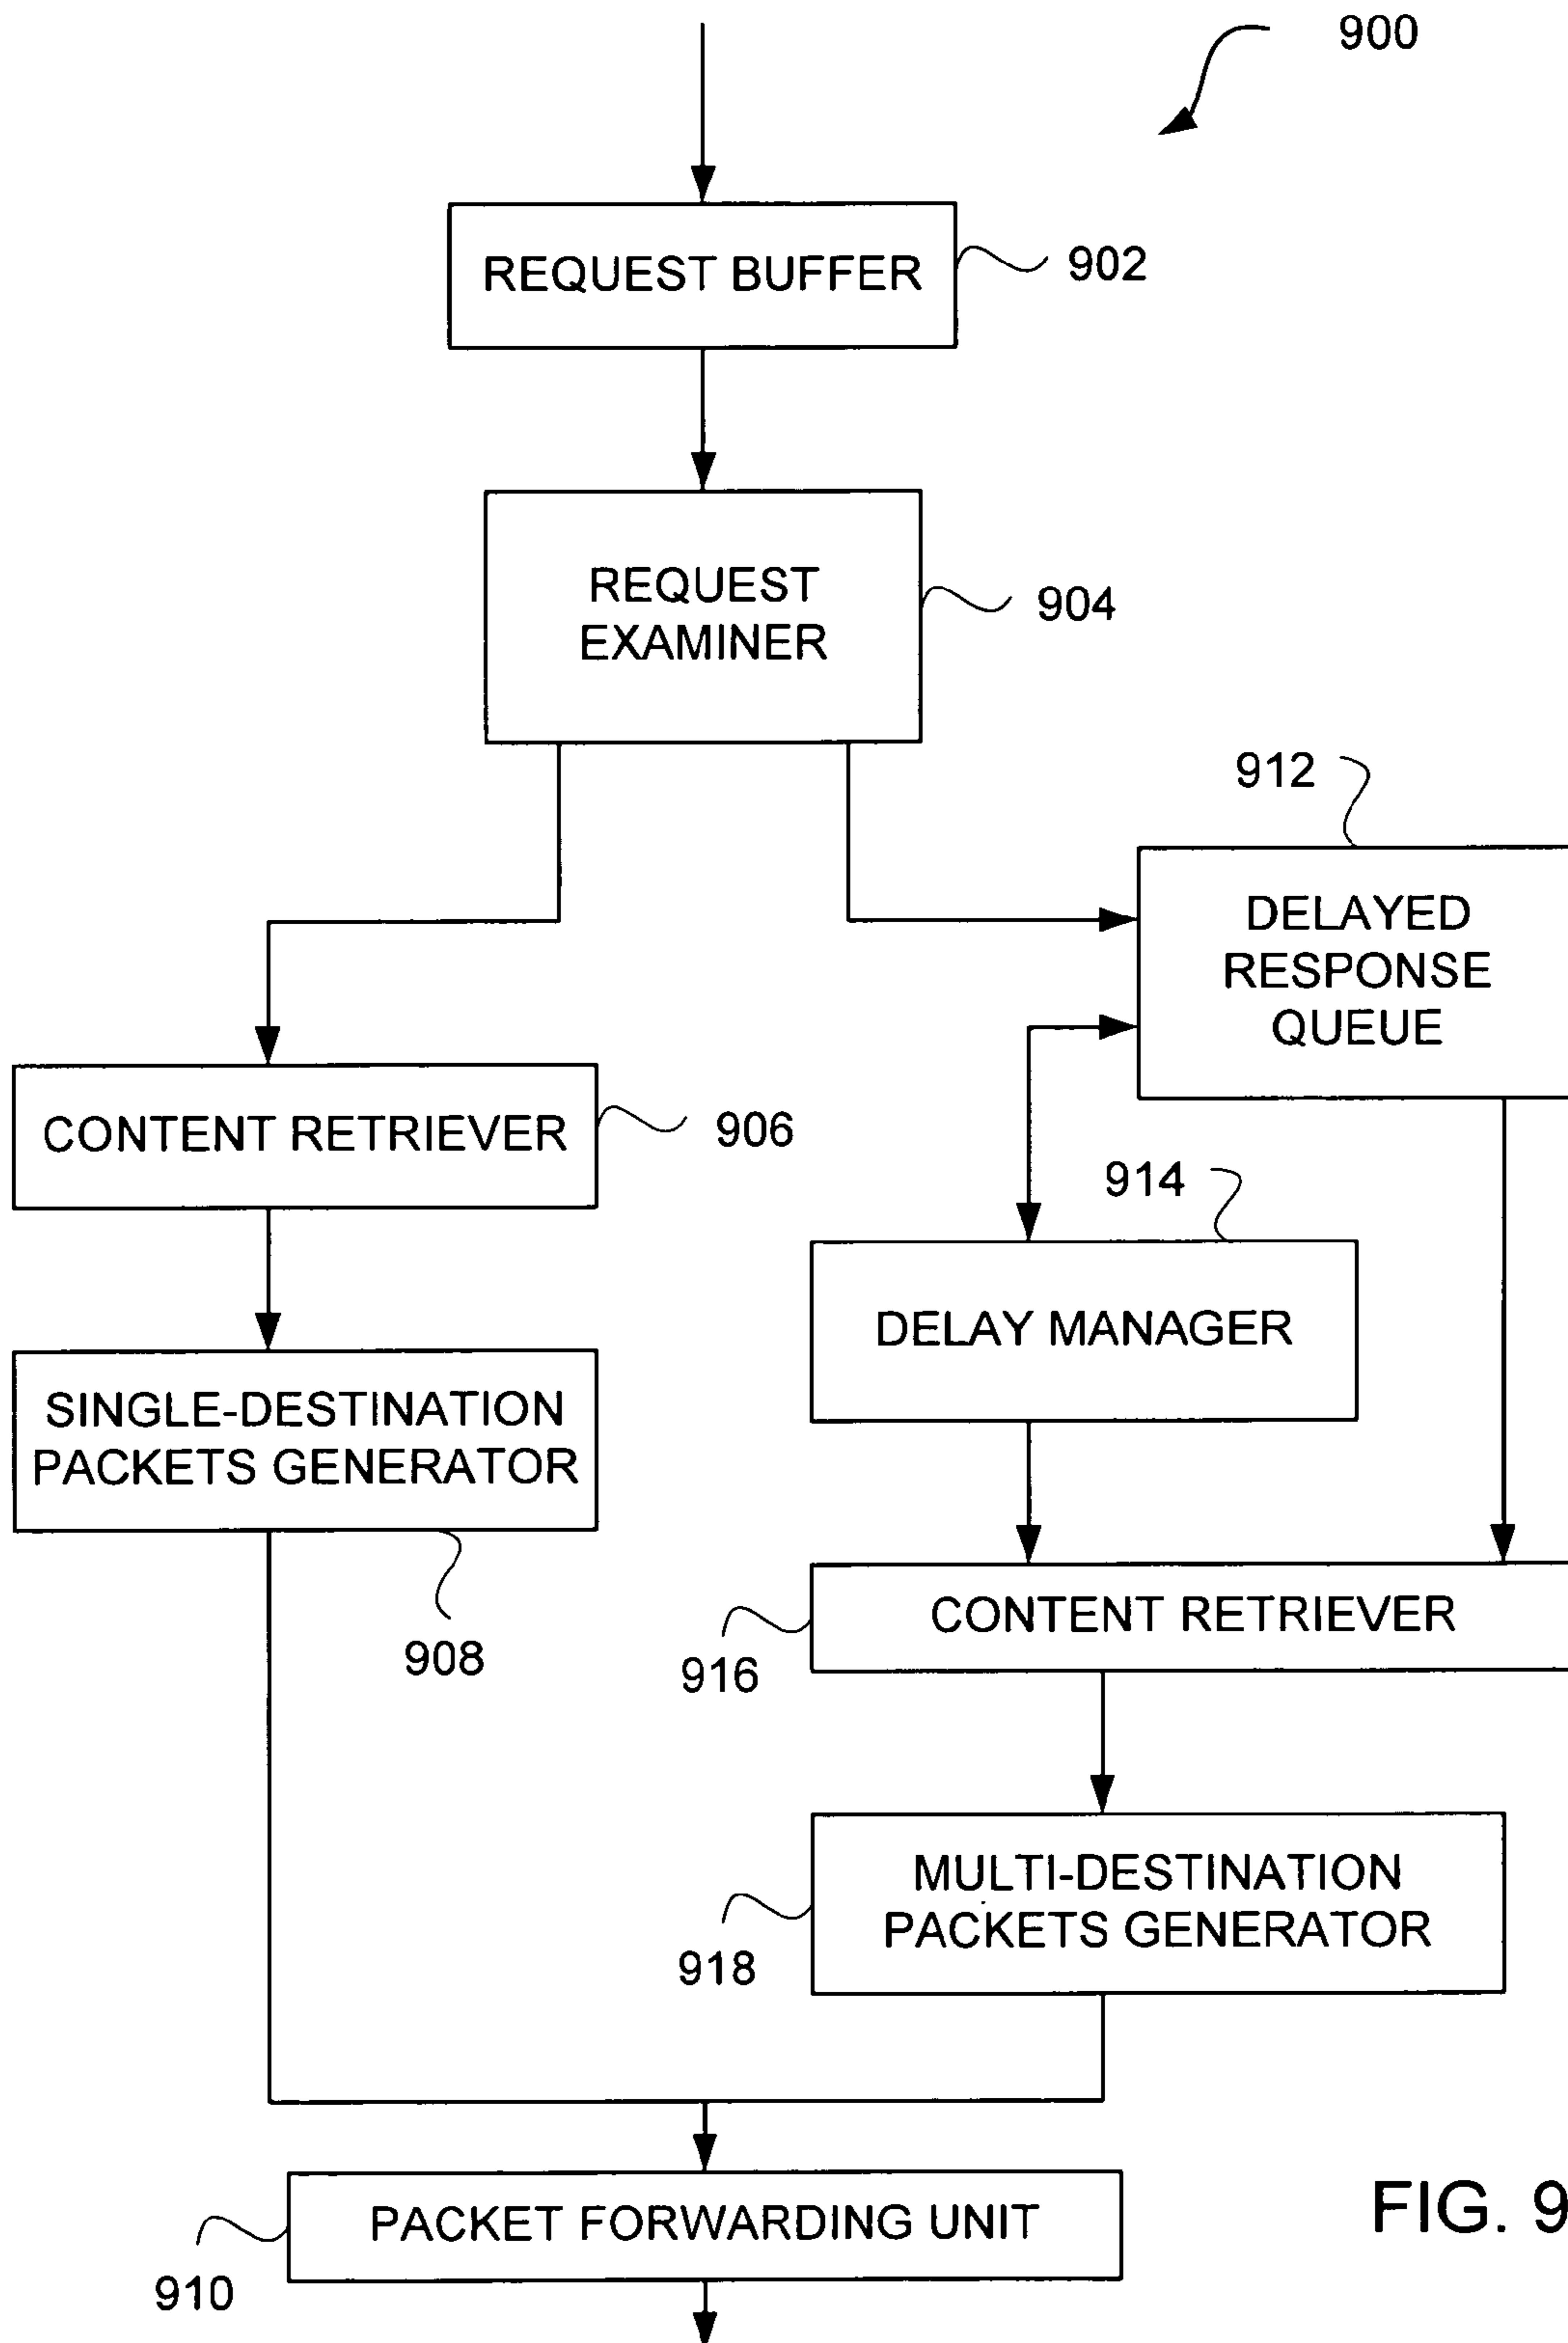 900
REQUEST BUFFER
902
REQUEST
EXAMINER
904
912
DELAYED
RESPONSE
QUEUE
CONTENT RETRIEVER
906
914
DELAY MANAGER
SINGLE-DESTINATION
PACKETS GENERATOR
908
CONTENT RETRIEVER
916
MULTI-DESTINATION
PACKETS GENERATOR
918
PACKET FORWARDING UNIT
910
FIG. 9